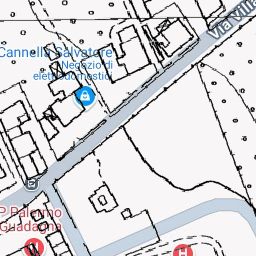 Cannella Salvatore
Negozio di
elettrodomestici
Via Villa
P Palermo
Guadagna
H